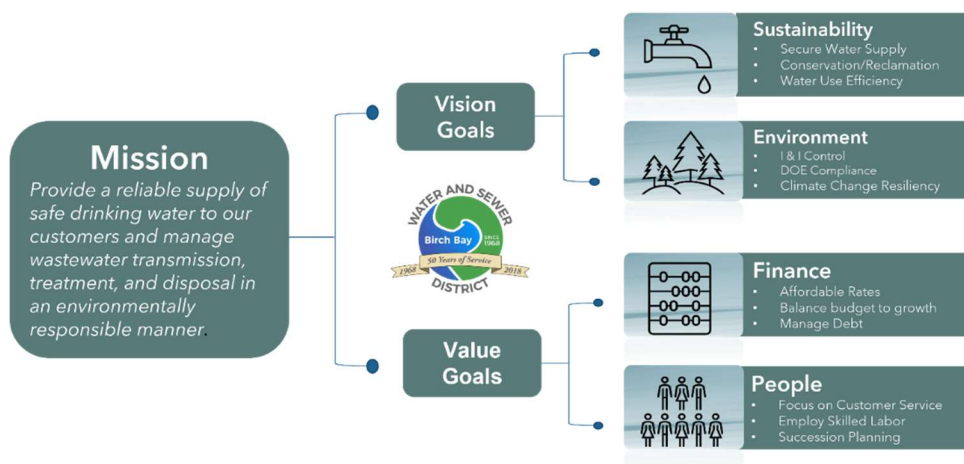 Mission
Provide a reliable supply of
safe drinking water to our
customers and manage
wastewater transmission,
treatment, and disposal in
an environmentally
responsible manner.
Vision
Goals
WATER AND SEWER
Birch Bay
SINCE
1968
1968
50 Years of Service
2018
DISTRICT
Value
Goals
Sustainability
• Secure Water Supply
• Conservation/Reclamation
• Water Use Efficiency
Environment
• I & I Control
• DOE Compliance
• Climate Change Resiliency
Finance
• Affordable Rates
• Balance budget to growth
• Manage Debt
People
• Focus on Customer Service
• Employ Skilled Labor
• Succession Planning